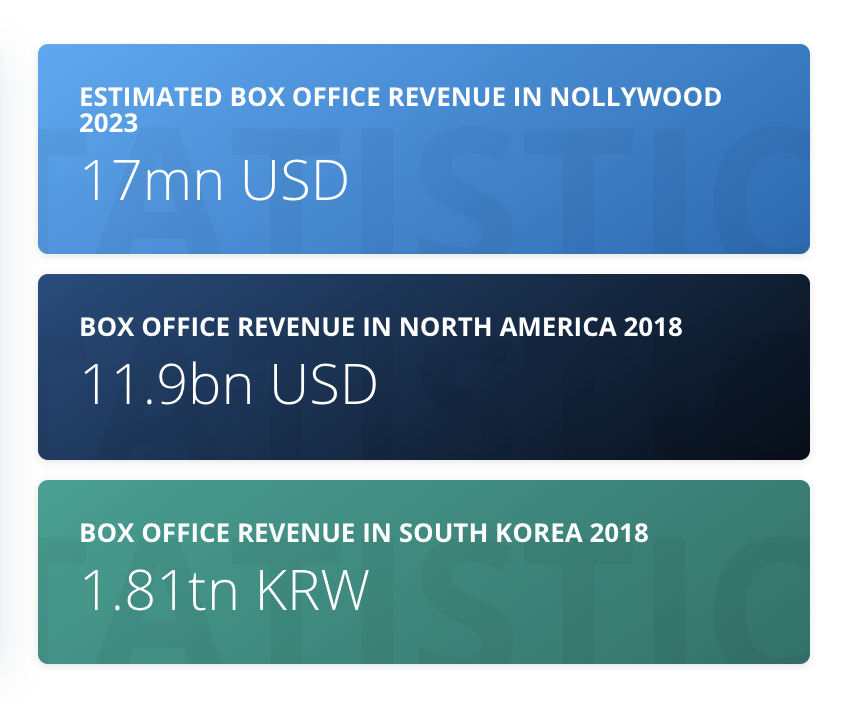 ESTIMATED BOX OFFICE REVENUE IN NOLLYWOOD
2023
17mn USD
BOX OFFICE REVENUE IN NORTH AMERICA 2018
11.9bn USD
BOX OFFICE REVENUE IN SOUTH KOREA 2018
1.81tn KRW